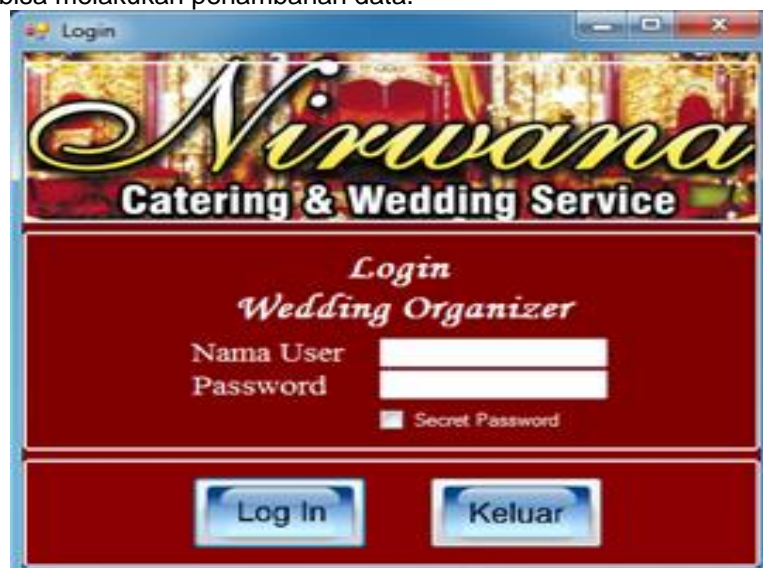 bisa melakukan penambahan data.
Login
Nirwana
Catering & Wedding Service
Login
Wedding Organizer
Nama User
Password
Secret Password
Log In
Keluar